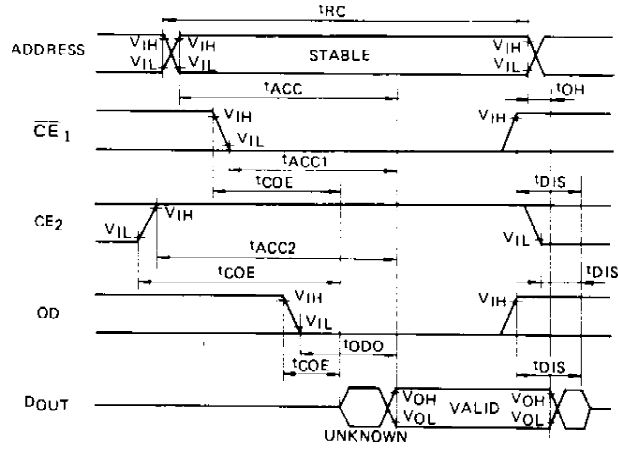 tRC
ADDRESS VIH VIH STABLE VIH
VIL VIL VIL
tACC tOH
CE1 VIH VIH
VIL
tACC1
tCOE tDIS
CE2 VIH
VIL VIL
tACC2
tCOE tDIS
OD VIH VIH
VIL
tODO
tCOE tDIS
DOUT VOH VALID VOH
VOL VOL
UNKNOWN